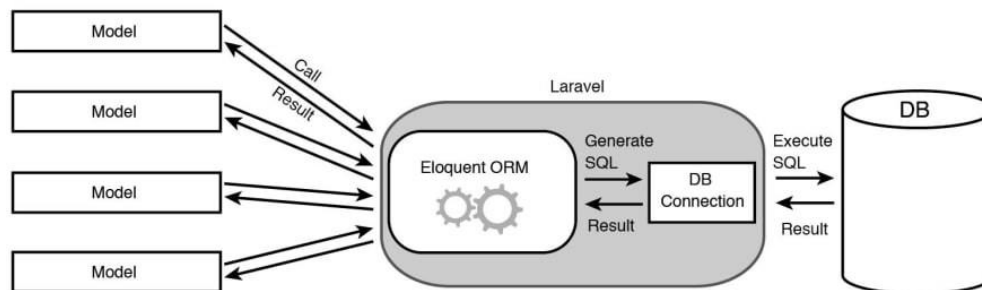 Model
Call
Result
Model
Model
Model
Laravel
Eloquent ORM
Generate
SQL
Result
DB
Connection
Execute
SQL
Result
DB